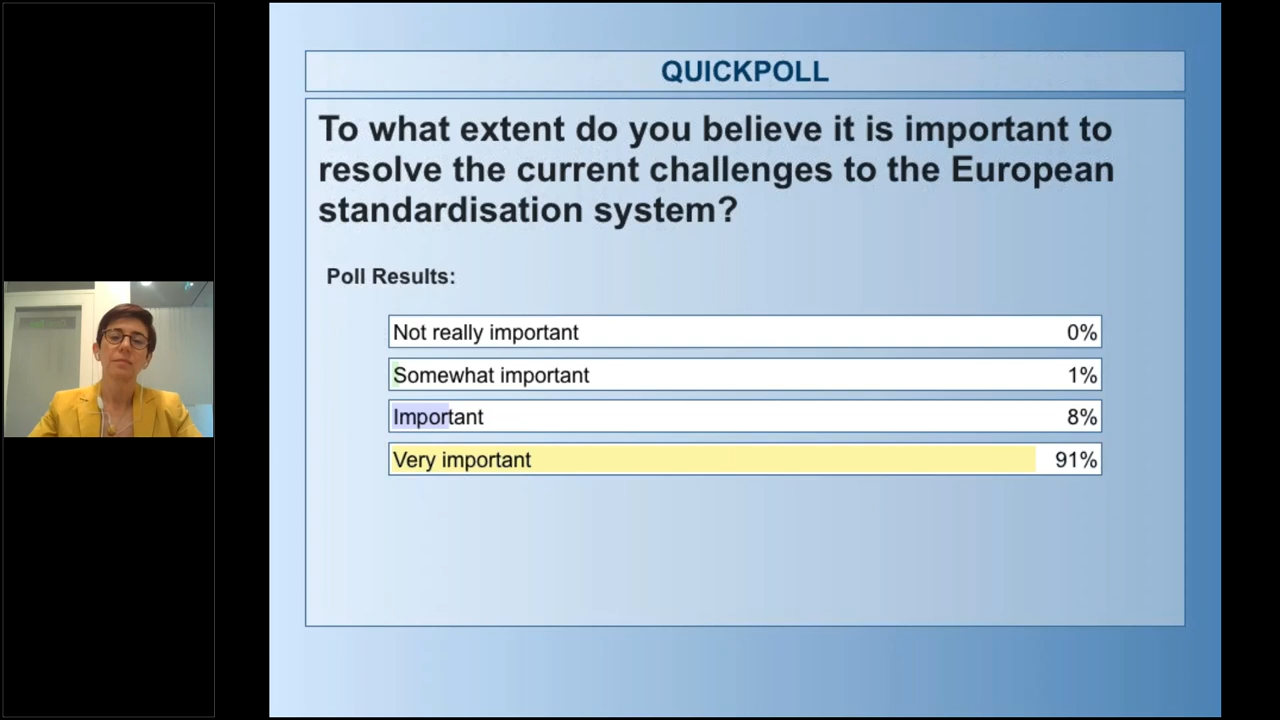 QUICKPOLL
To what extent do you believe it is important to
resolve the current challenges to the European
standardisation system?
Poll Results:
Not really important 0%
Somewhat important 1%
Important 8%
Very important 91%